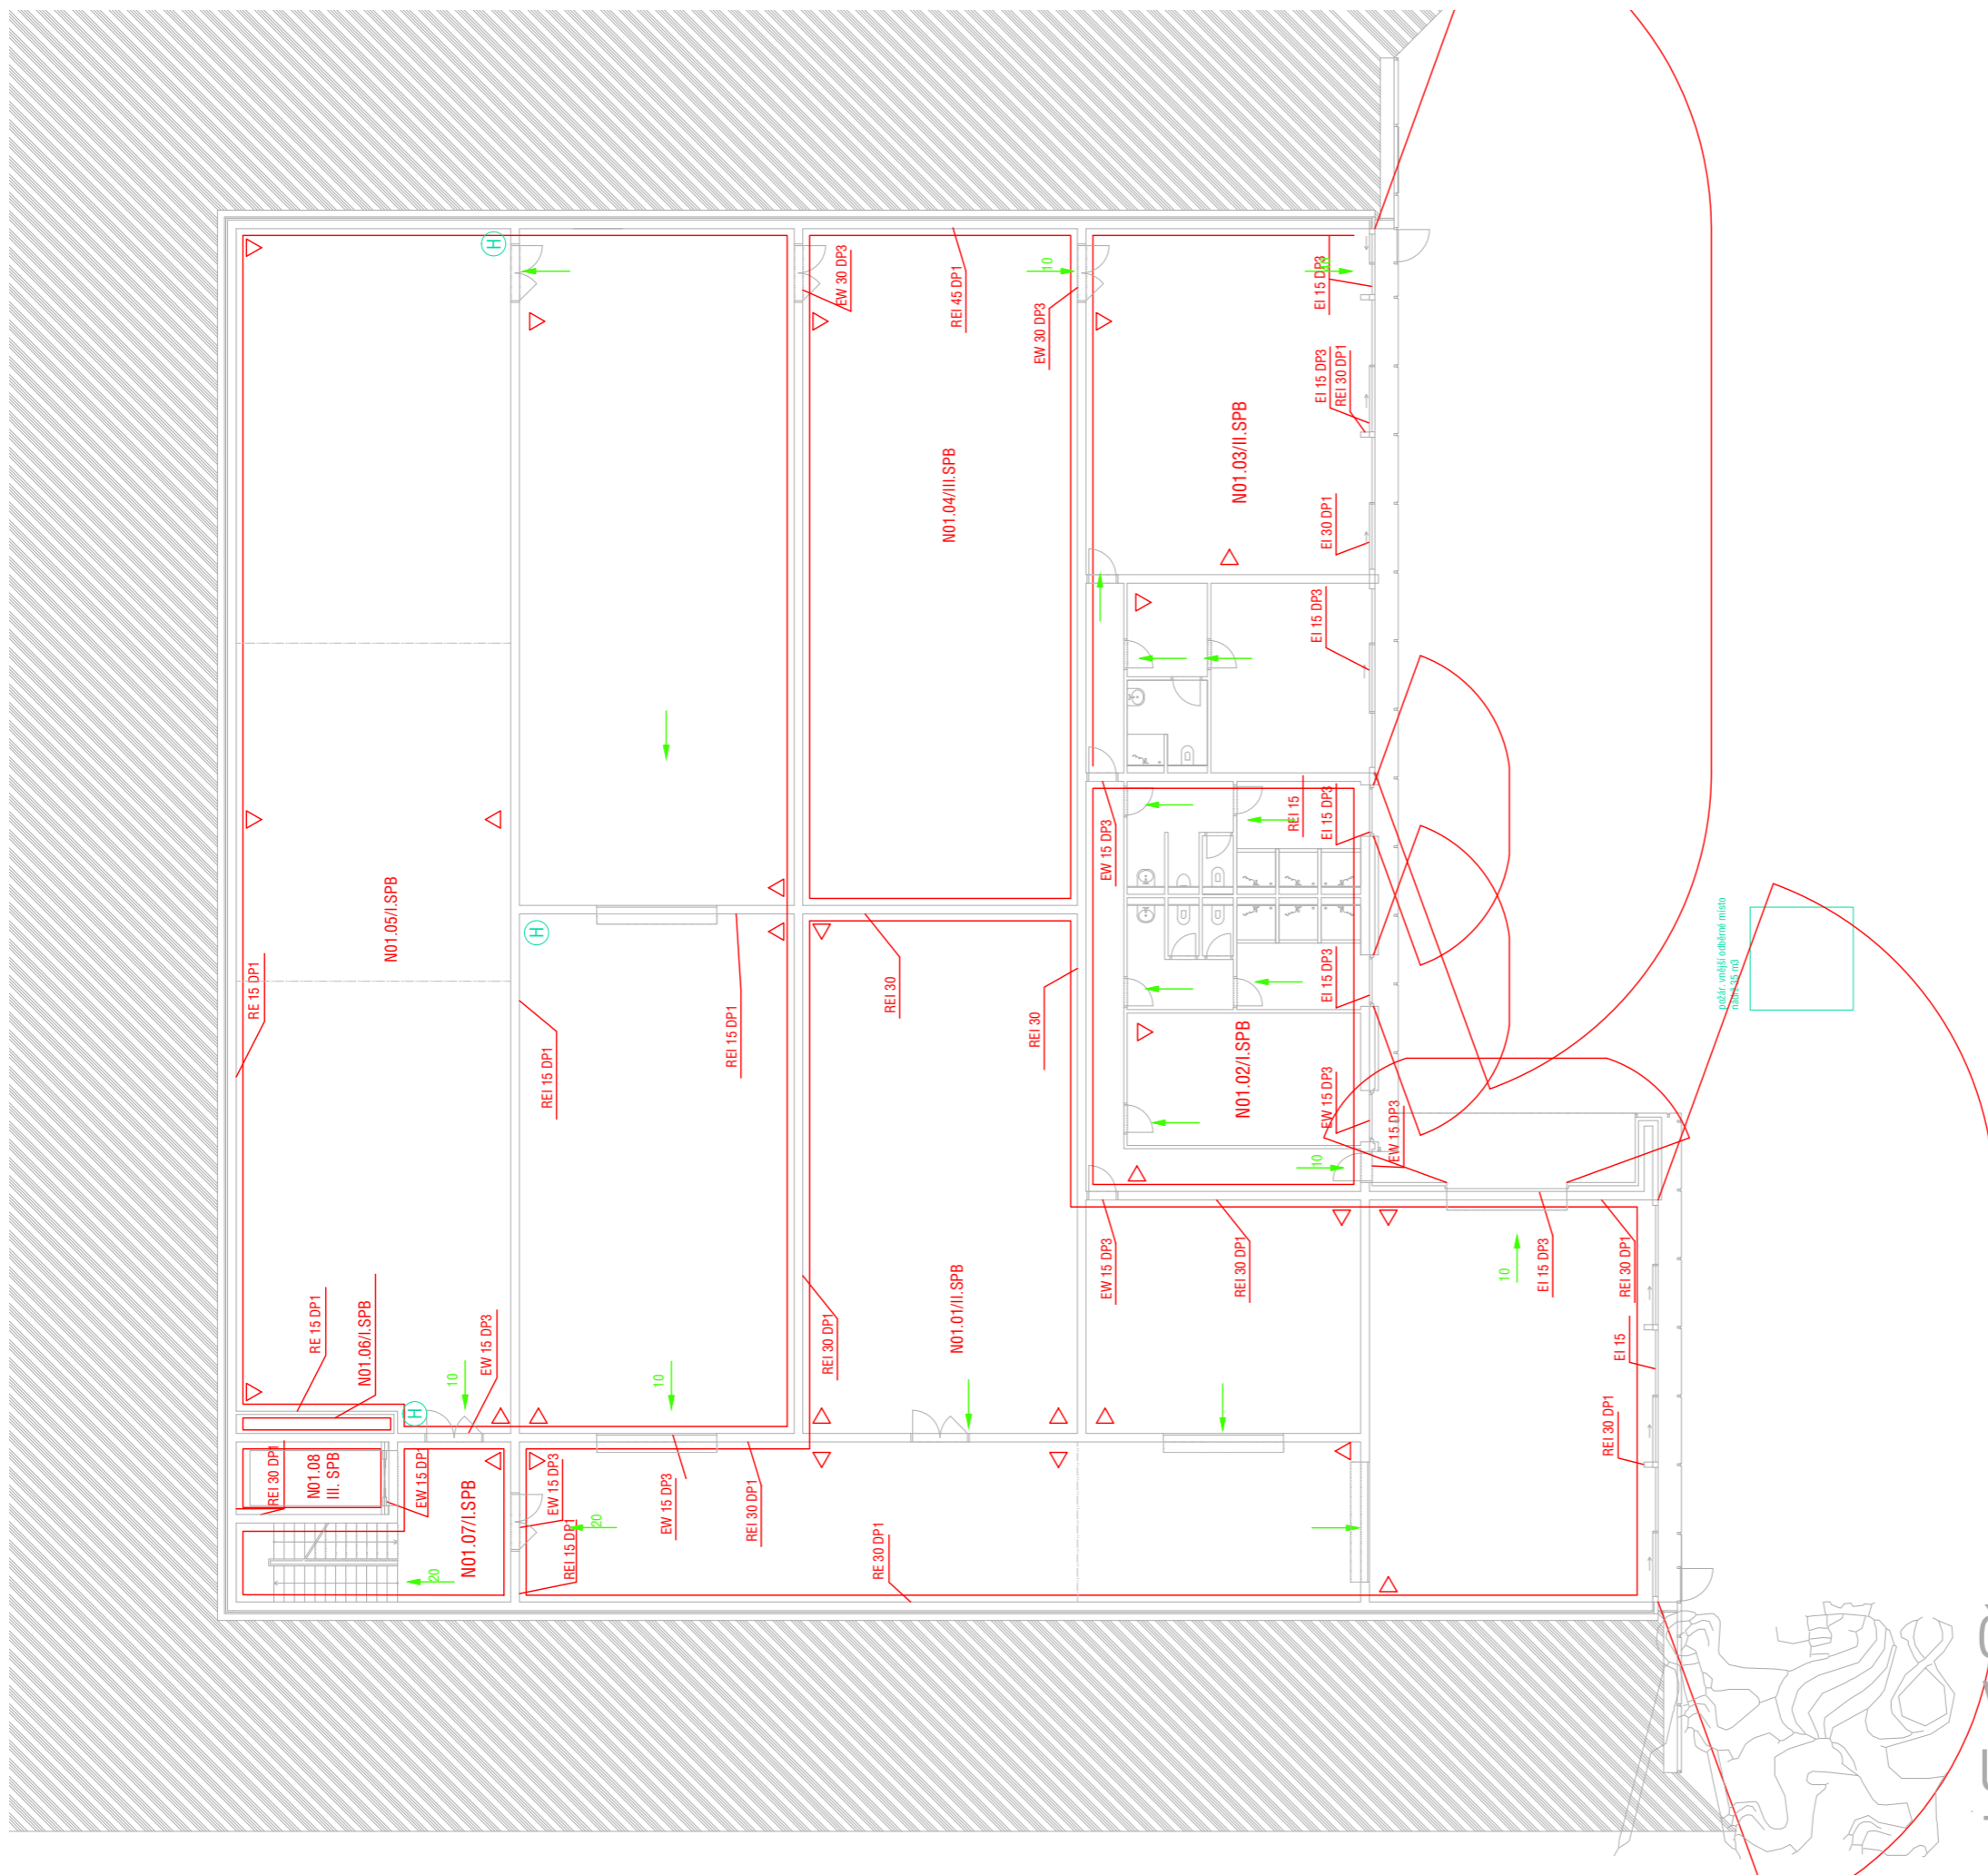 EW 30 DP3
REI 45 DP1
10
EW 30 DP3
EI 15 DP3
EI 15 DP3
REI 30 DP1
N01.04/III.SPB
N01.03/II.SPB
EI 30 DP1
EI 15 DP3
H
REI 15
EI 15 DP3
EW 15 DP3
N01.05/I.SPB
H
RE 15 DP1
REI 15 DP1
REI 15 DP1
REI 30
REI 30
EI 15 DP3
požár. vnější odběrné místo
N01.02/I.SPB
EW 15 DP3
EW 15 DP3
10
RE 15 DP1
N01.06/I.SPB
EW 15 DP3
10
10
REI 30 DP1
N01.01/II.SPB
EW 15 DP3
REI 30 DP1
10
EI 15 DP3
REI 30 DP1
EI 15
REI 30 DP1
H
REI 30 DP1
N01.08
III. SPB
EW 15 DP1
N01.07/I.SPB
EW 15 DP3
REI 15 DP1
20
20
EW 15 DP3
REI 30 DP1
RE 30 DP1